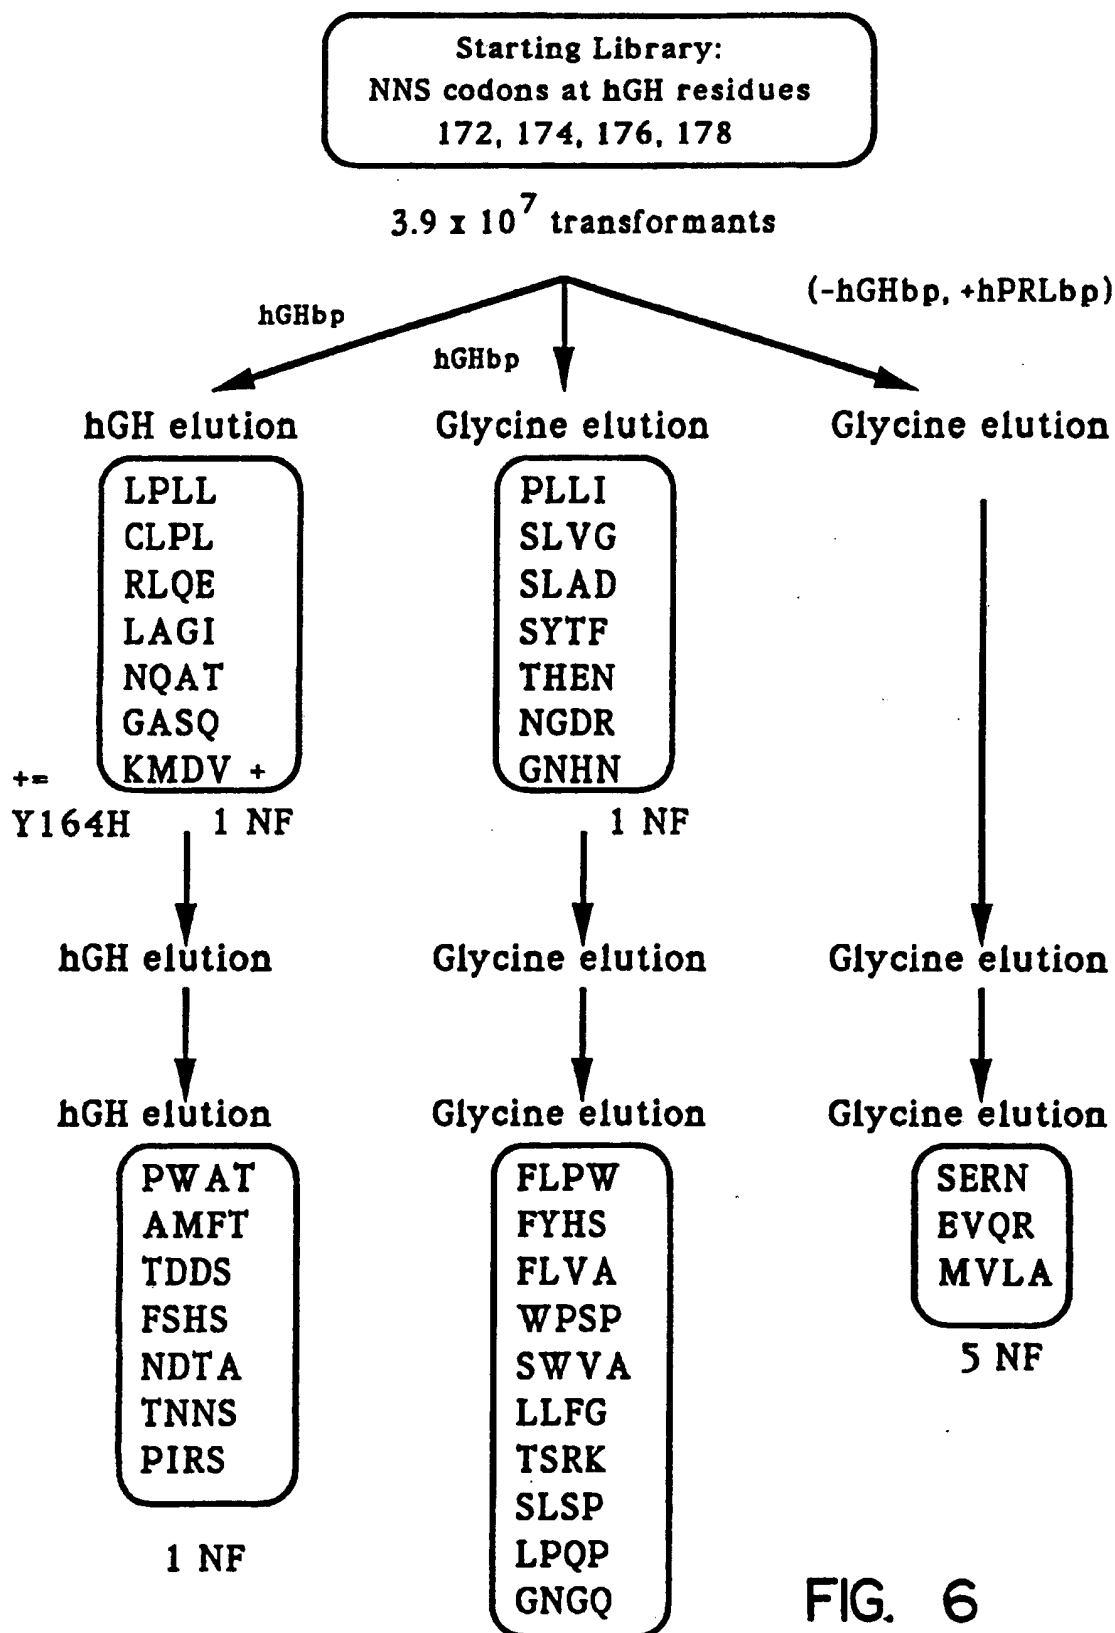 Starting Library:
NNS codons at hGH residues
172, 174, 176, 178
3.9 x 10^7 transformants
(-hGHbp, +hPRLbp)
hGHbp
hGHbp
hGH elution
LPLL
CLPL
RLQE
LAGI
NQAT
GASQ
KMDV +
+=
Y164H
1 NF
Glycine elution
PLLI
SLVG
SLAD
SYTF
THEN
NGDR
GNHN
1 NF
Glycine elution
hGH elution
Glycine elution
Glycine elution
hGH elution
PWAT
AMFT
TDDS
FSHS
NDTA
TNNS
PIRS
1 NF
Glycine elution
FLPW
FYHS
FLVA
WPSP
SWVA
LLFG
TSRK
SLSP
LPQP
GNGQ
Glycine elution
SERN
EVQR
MVLA
5 NF
FIG. 6